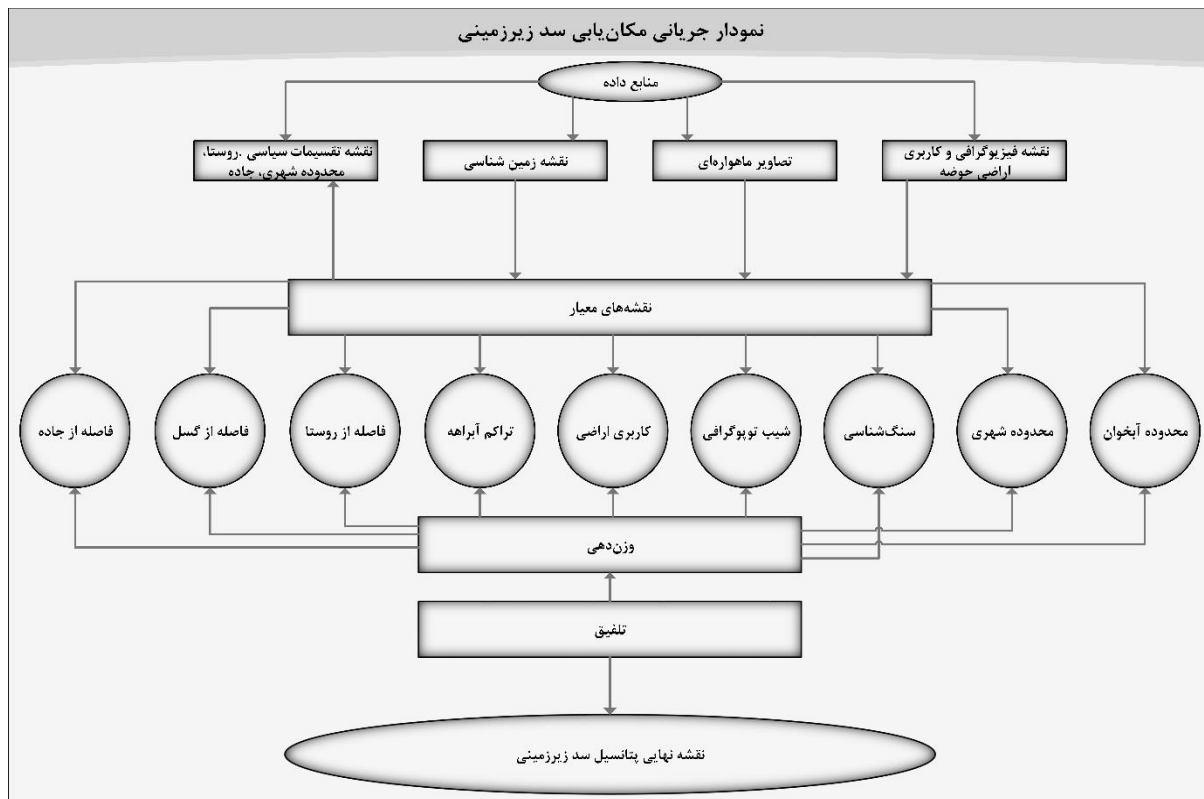 نمودار جریانی مکان‌یابی سد زیرزمینی
منابع داده
نقشه فیزیوگرافی و کاربری
اراضی حوضه
تصاویر ماهواره‌ای
نقشه زمین شناسی
نقشه تقسیمات سیاسی .روستا،
محدوده شهری، جاده
نقشه‌های معیار
محدوده آبخوان
محدوده شهری
سنگ‌شناسی
شیب توپوگرافی
کاربری اراضی
تراکم آبراهه
فاصله از روستا
فاصله از گسل
فاصله از جاده
وزن‌دهی
تلفیق
نقشه نهایی پتانسیل سد زیرزمینی